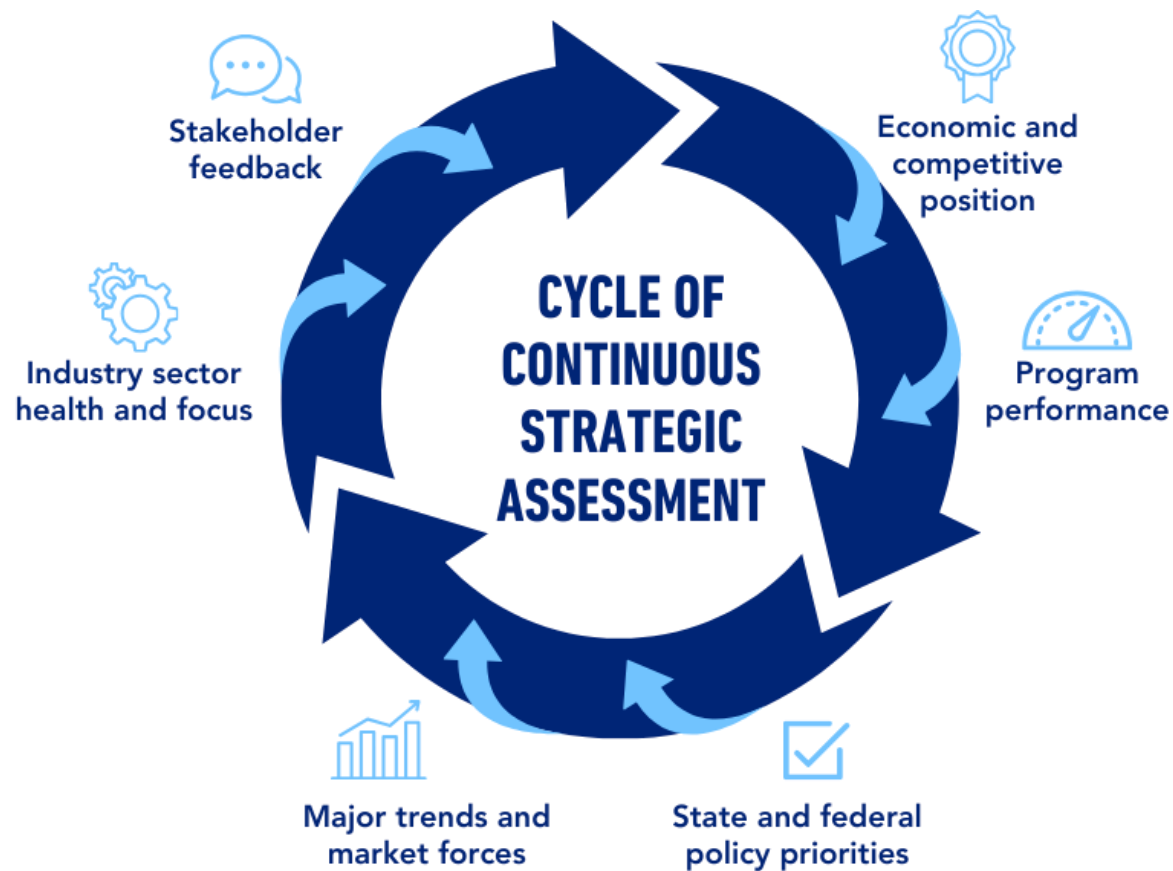 Stakeholder
feedback
Economic and
competitive
position
Industry sector
health and focus
CYCLE OF
CONTINUOUS
STRATEGIC
ASSESSMENT
Program
performance
Major trends and
market forces
State and federal
policy priorities